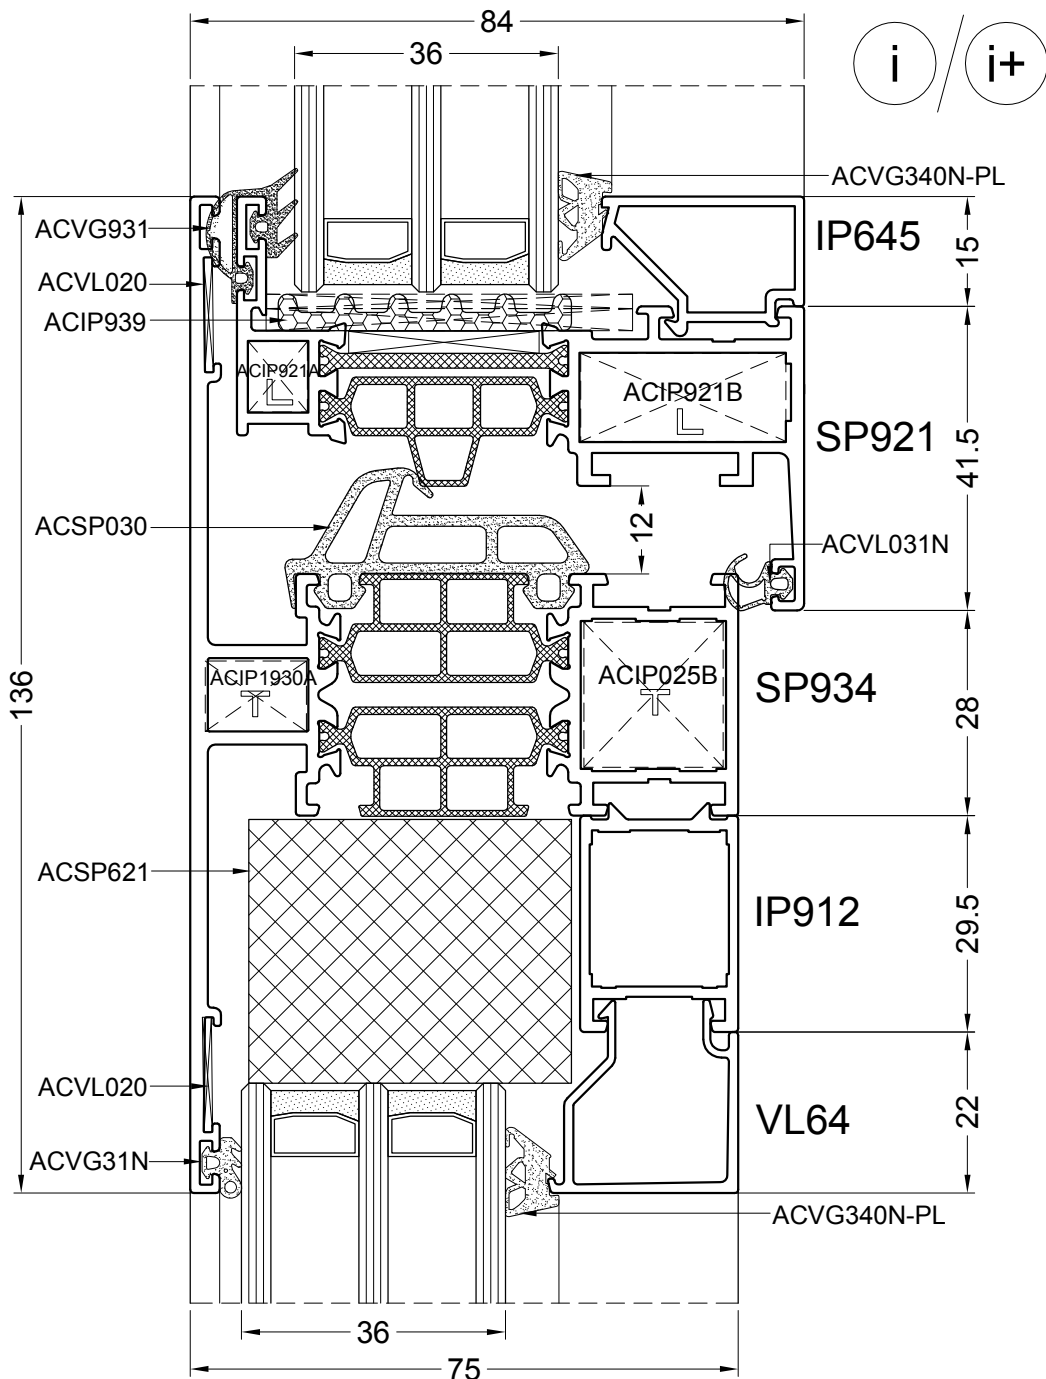 84
36
i / i+
ACVG340N-PL
ACVG931
IP645
15
ACVL020
ACIP939
ACIP921A
ACIP921B
SP921
41.5
ACSP030
12
ACVL031N
136
ACIP1930A
ACIP025B
SP934
28
ACSP621
IP912
29.5
ACVL020
VL64
22
ACVG31N
ACVG340N-PL
36
75